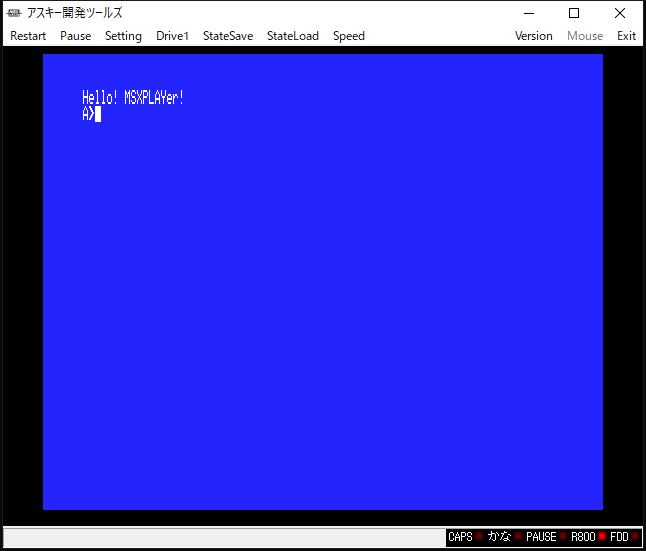 アスキー開発ツールズ
Restart Pause Setting Drive1 StateSave StateLoad Speed Version Mouse Exit
Hello! MSXPLAYer!
A>
CAPS かな PAUSE R800 FDD